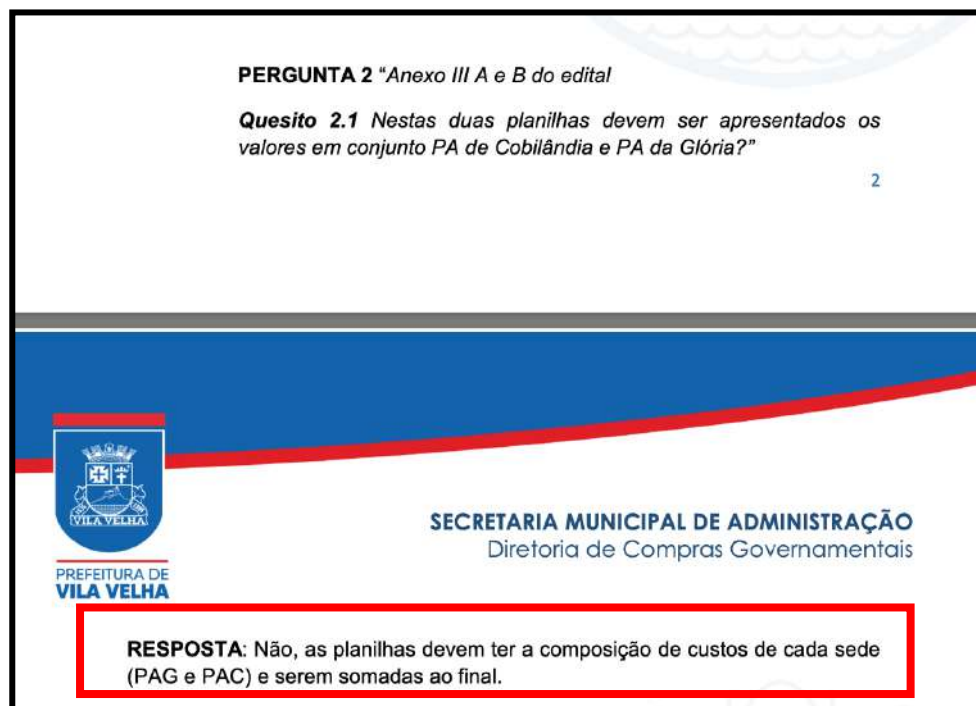 PERGUNTA 2 “Anexo III A e B do edital
Quesito 2.1 Nestas duas planilhas devem ser apresentados os
valores em conjunto PA de Cobilândia e PA da Glória?”
2
VILA VELHA
PREFEITURA DE
VILA VELHA
SECRETARIA MUNICIPAL DE ADMINISTRAÇÃO
Diretoria de Compras Governamentais
RESPOSTA: Não, as planilhas devem ter a composição de custos de cada sede
(PAG e PAC) e serem somadas ao final.